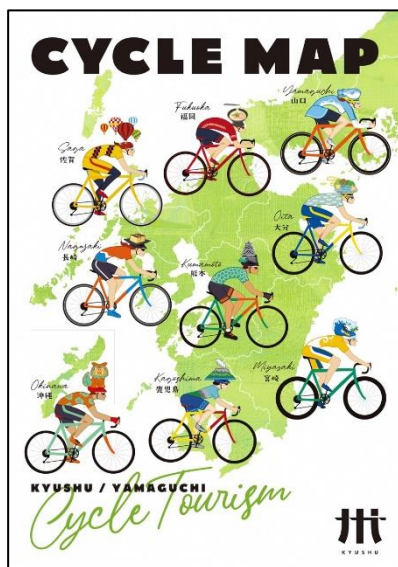 CYCLE MAP
Yamaguchi
山口
Fukuoka
福岡
Saga
佐賀
Oita
大分
Nagasaki
長崎
Kumamoto
熊本
Miyazaki
宮崎
Okinawa
沖縄
Kagoshima
鹿児島
KYUSHU / YAMAGUCHI
Cycle Tourism
KYUSHU